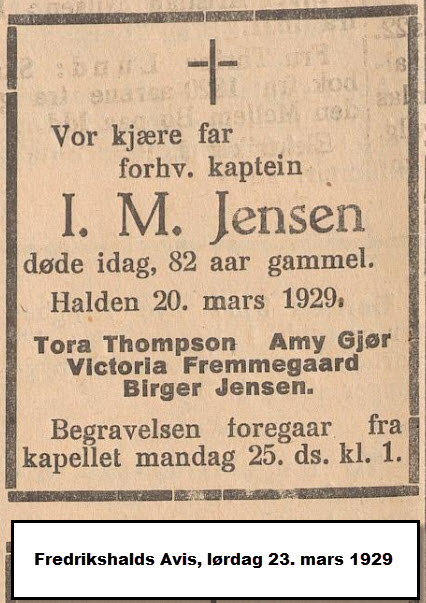 Vor kjære far
forhv. kaptein
I. M. Jensen
døde idag, 82 aar gammel.
Halden 20. mars 1929.
Tora Thompson Amy Gjør
Victoria Fremmegaard
Birger Jensen.
Begravelsen foregaar fra
kapellet mandag 25. ds. kl. 1.
Fredrikshalds Avis, lørdag 23. mars 1929